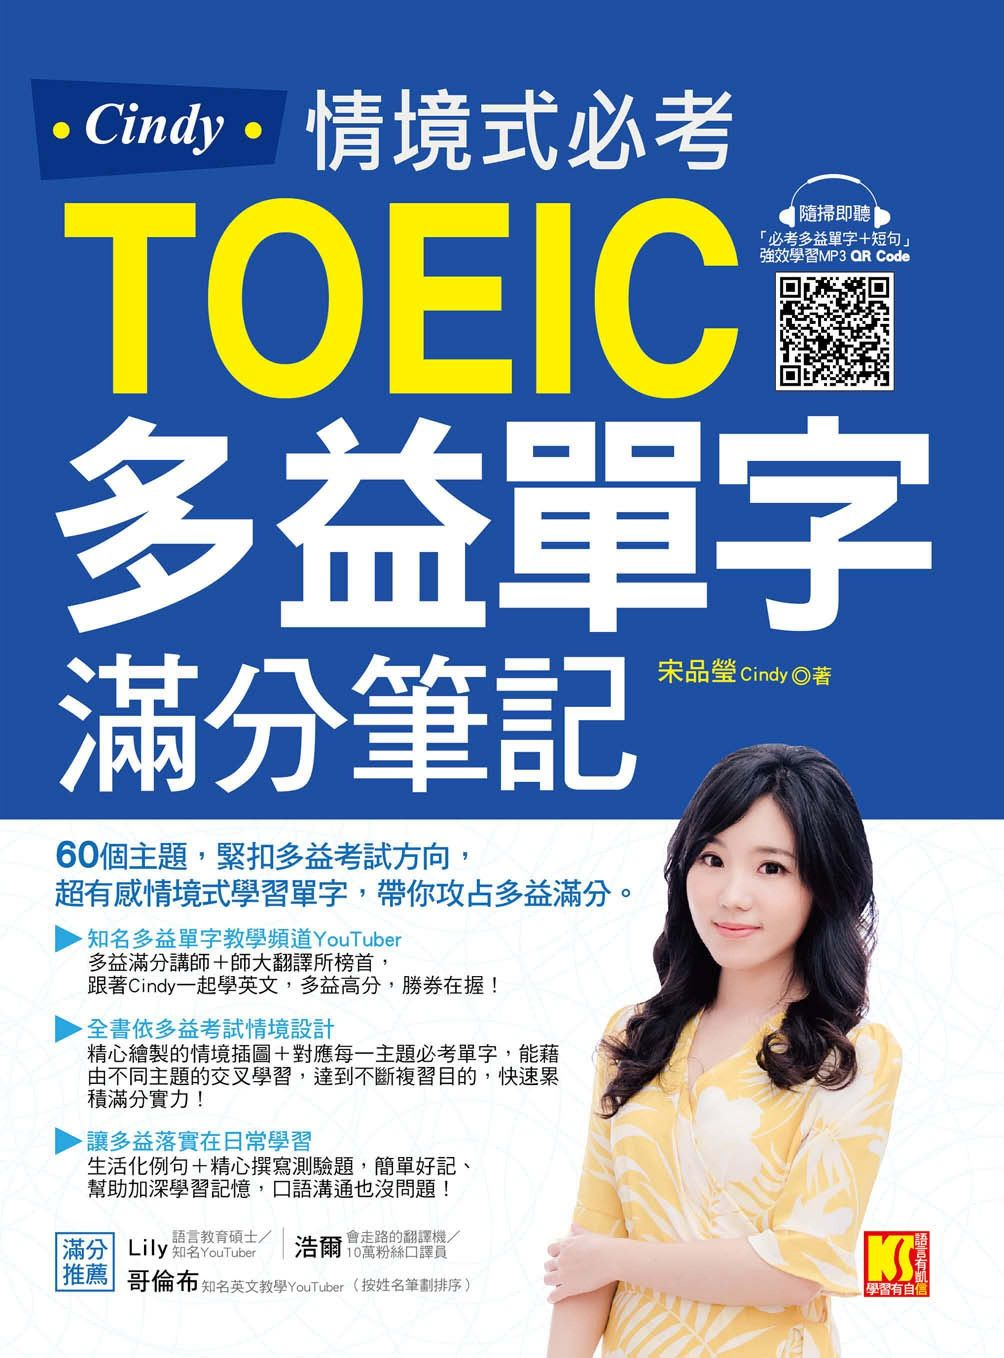 • Cindy •
情境式必考
TOEIC
隨掃即聽
「必考多益單字＋短句」
強效學習MP3 QR Code
多益單字
滿分筆記
宋品瑩 Cindy◎著
60個主題，緊扣多益考試方向，
超有感情境式學習單字，帶你攻占多益滿分。
▶知名多益單字教學頻道YouTuber
多益滿分講師＋師大翻譯所榜首，
跟著Cindy一起學英文，多益高分，勝券在握！
▶全書依多益考試情境設計
精心繪製的情境插圖＋對應每一主題必考單字，能藉
由不同主題的交叉學習，達到不斷複習目的，快速累
積滿分實力！
▶讓多益落實在日常學習
生活化例句＋精心撰寫測驗題，簡單好記、
幫助加深學習記憶，口語溝通也沒問題！
滿分
推薦
Lily 語言教育碩士／
知名YouTuber
浩爾 會走路的翻譯機／
10萬粉絲口譯員
哥倫布 知名英文教學YouTuber（按姓名筆劃排序）
KS
語言有凱信
學習有自信